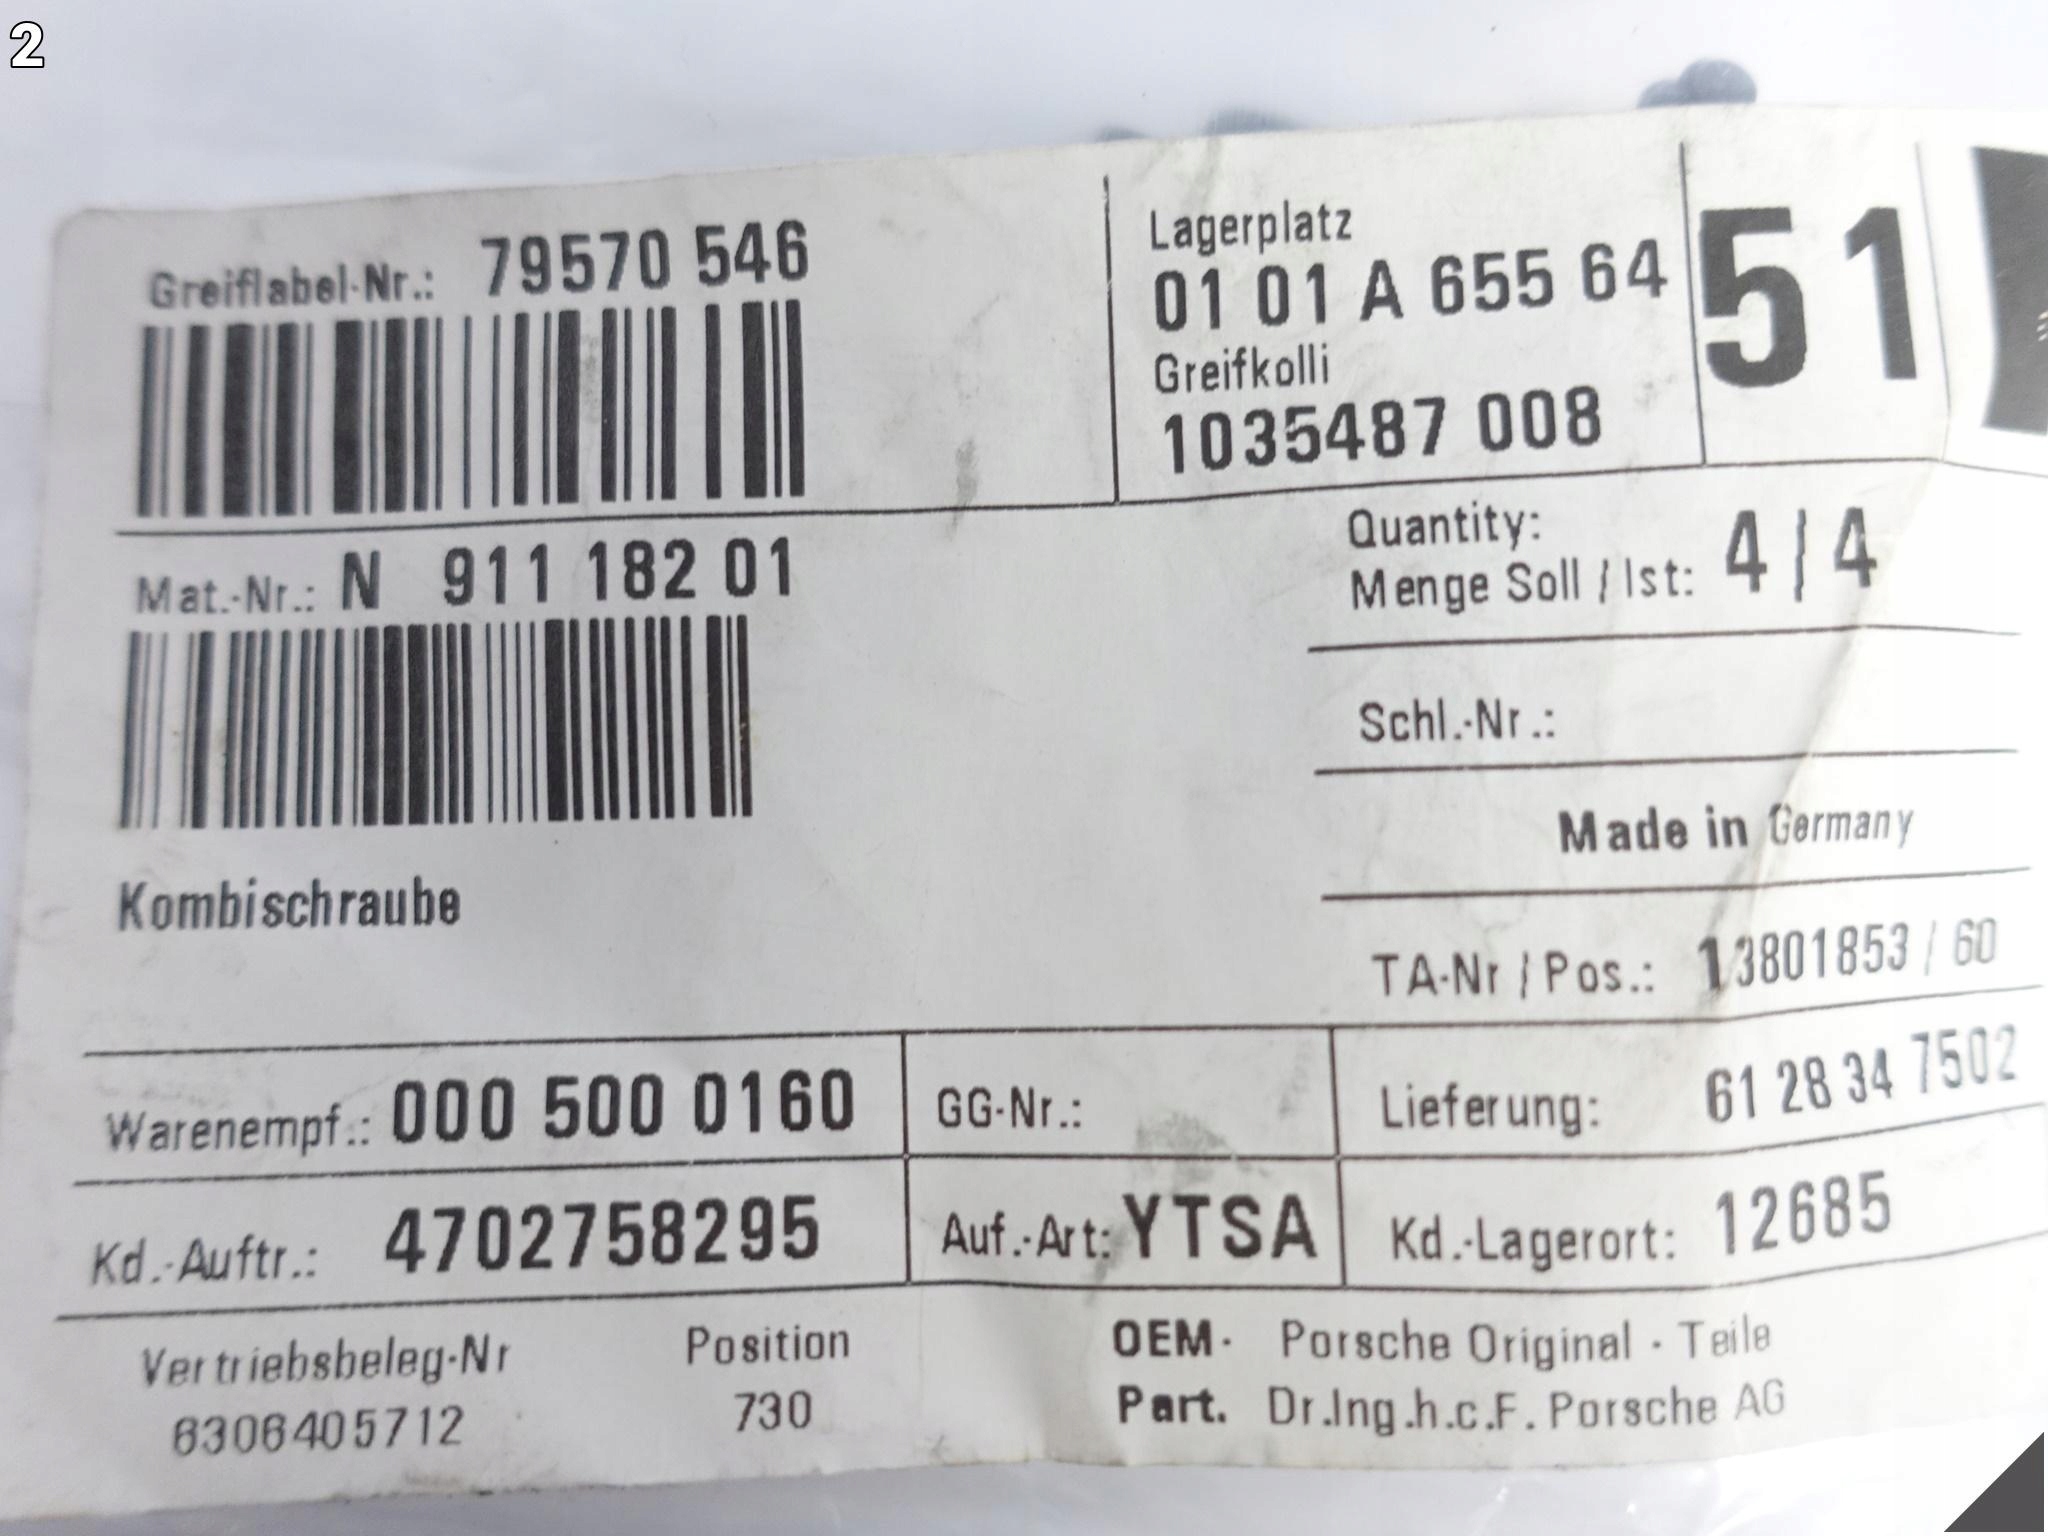 2
Greiflabel-Nr.: 79570 546
Lagerplatz
01 01 A 655 64
Greifkolli
1035487 008
51
Mat.-Nr.: N 911 182 01
Quantity:
Menge Soll / Ist: 4 / 4
Schl.-Nr.:
Made in Germany
Kombischraube
TA-Nr / Pos.: 13801853 / 60
Warenempf.: 000 500 0160
GG-Nr.:
Lieferung: 61 28 34 7502
Kd.-Auftr.: 4702758295
Auf.-Art: YTSA
Kd.-Lagerort: 12685
Vertriebsbeleg-Nr Position
6306405712 730
OEM- Porsche Original - Teile
Part. Dr.Ing.h.c.F. Porsche AG